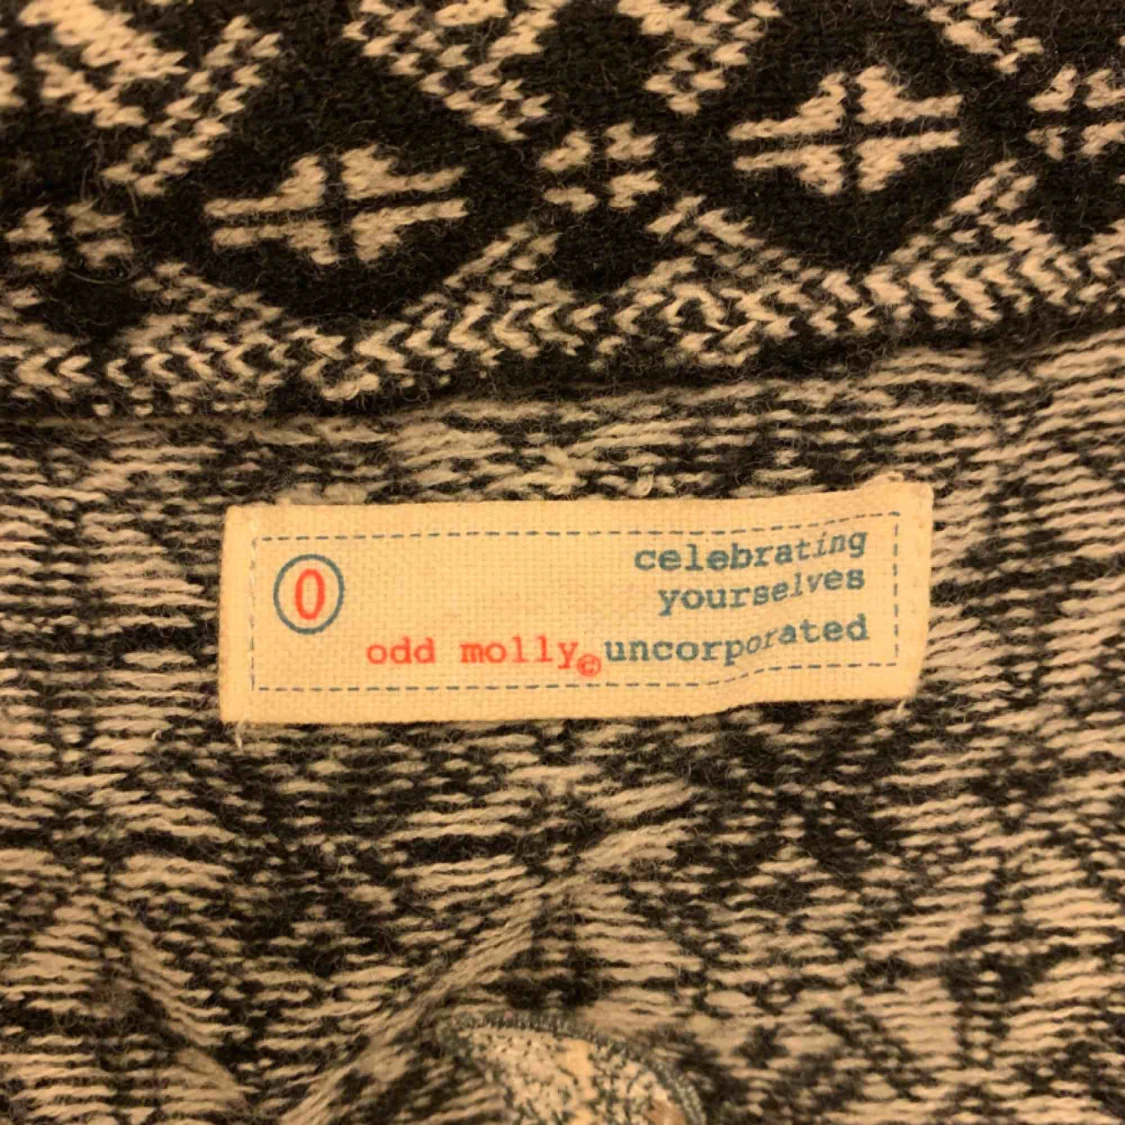 0
celebrating
yourselves
odd molly© uncorporated